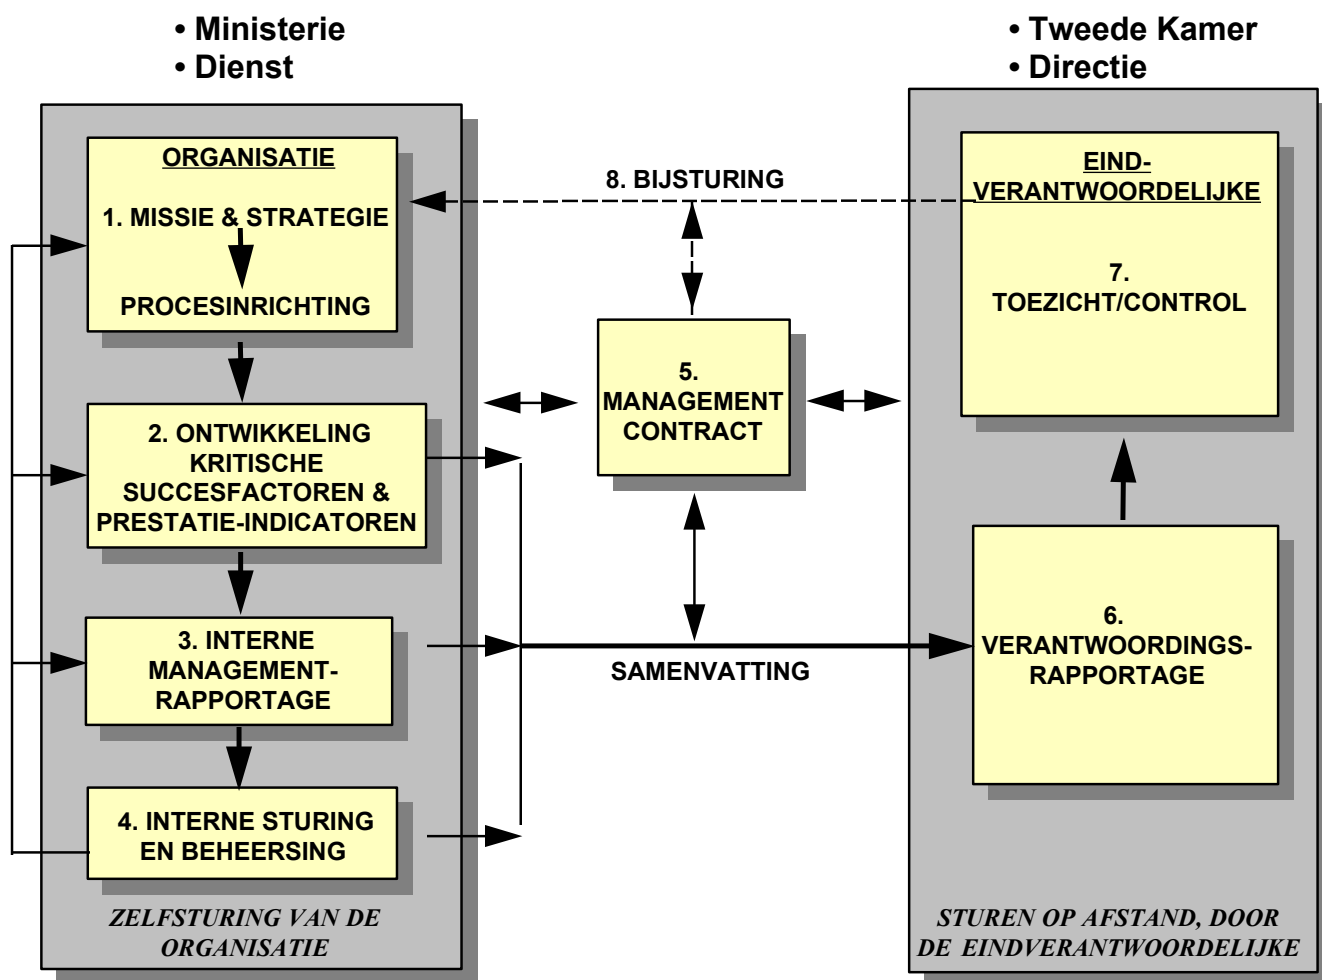 • Ministerie
• Dienst
ORGANISATIE
1. MISSIE & STRATEGIE
PROCESINRICHTING
2. ONTWIKKELING
KRITISCHE
SUCCESFACTOREN &
PRESTATIE-INDICATOREN
3. INTERNE
MANAGEMENT-
RAPPORTAGE
4. INTERNE STURING
EN BEHEERSING
ZELFSTURING VAN DE
ORGANISATIE
8. BIJSTURING
5.
MANAGEMENT
CONTRACT
SAMENVATTING
• Tweede Kamer
• Directie
EIND-
VERANTWOORDELIJKE
7.
TOEZICHT/CONTROL
6.
VERANTWOORDINGS-
RAPPORTAGE
STUREN OP AFSTAND, DOOR
DE EINDVERANTWOORDELIJKE